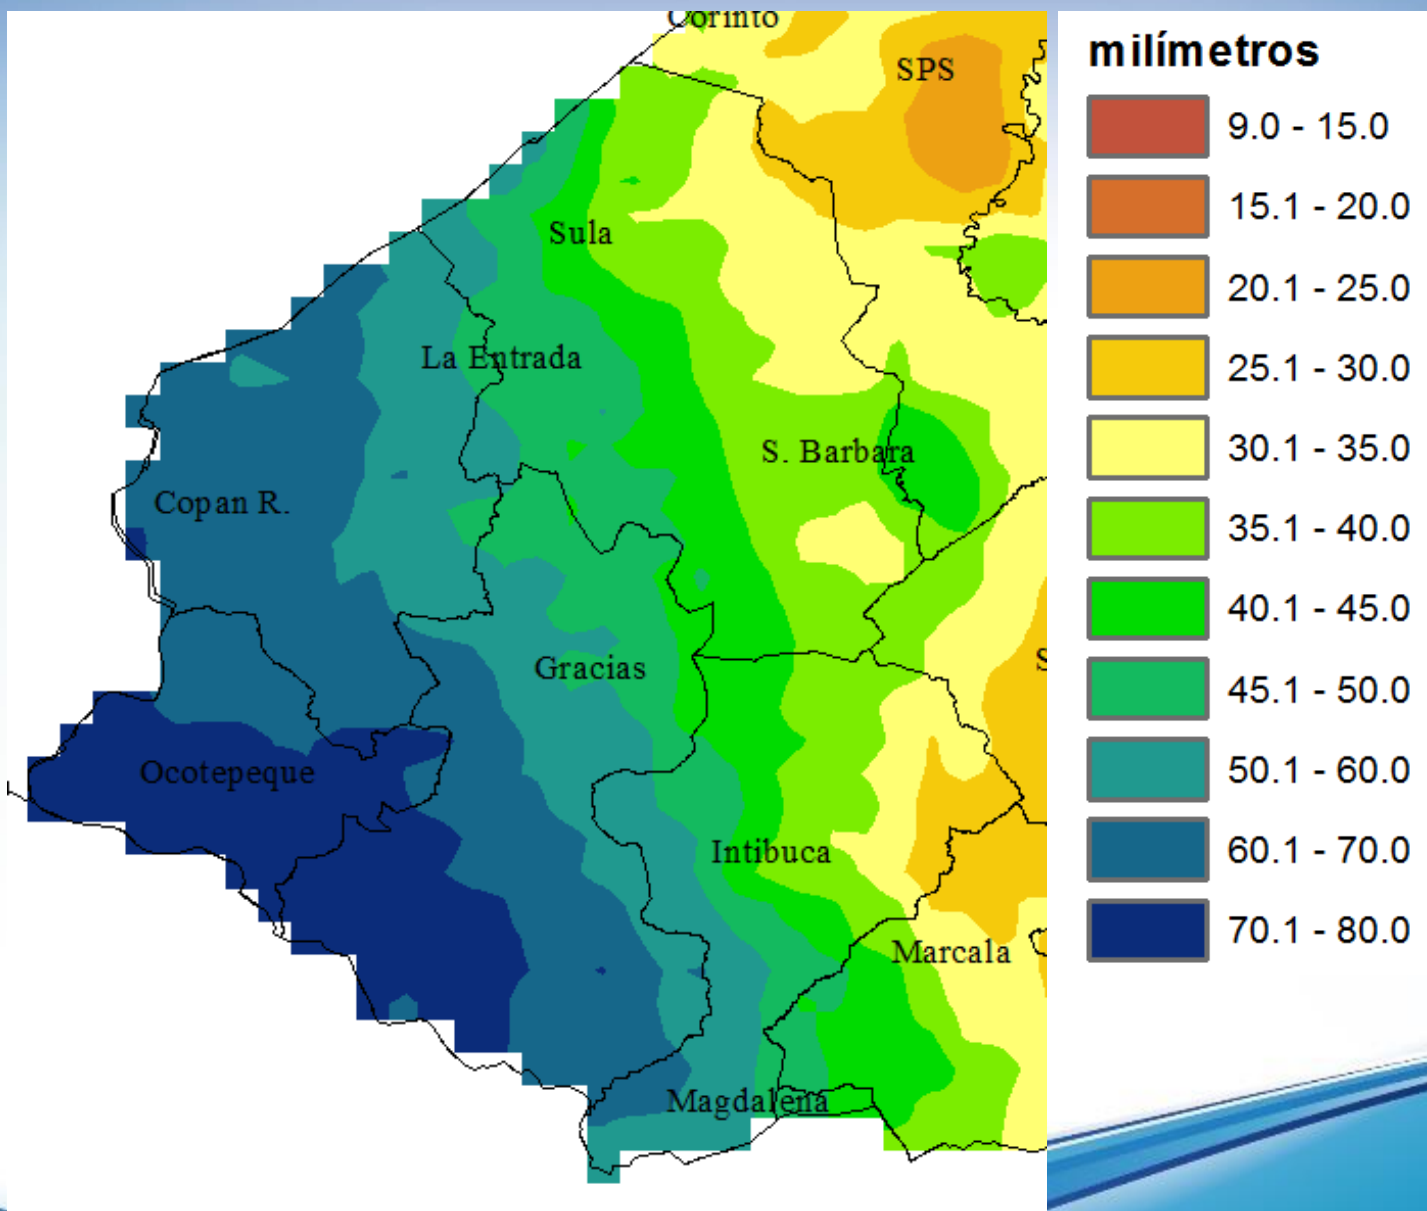 Corinto
SPS
Sula
La Entrada
S. Barbara
Copan R.
Gracias
S
Ocotepeque
Intibuca
Marcala
Magdalena
milímetros
9.0 - 15.0
15.1 - 20.0
20.1 - 25.0
25.1 - 30.0
30.1 - 35.0
35.1 - 40.0
40.1 - 45.0
45.1 - 50.0
50.1 - 60.0
60.1 - 70.0
70.1 - 80.0